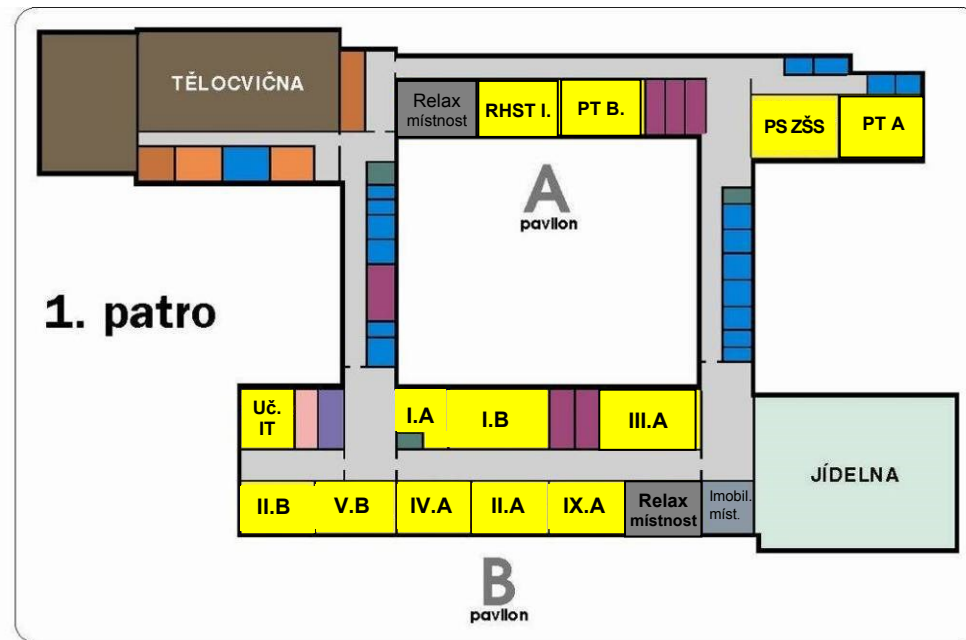 TĚLOCVIČNA
Relax
místnost
RHST I.
PT B.
PS ZŠS
PT A
A
pavilon
1. patro
Uč.
IT
I.A
I.B
III.A
JÍDELNA
II.B
V.B
IV.A
II.A
IX.A
Relax
místnost
Imobil.
míst.
B
pavilon